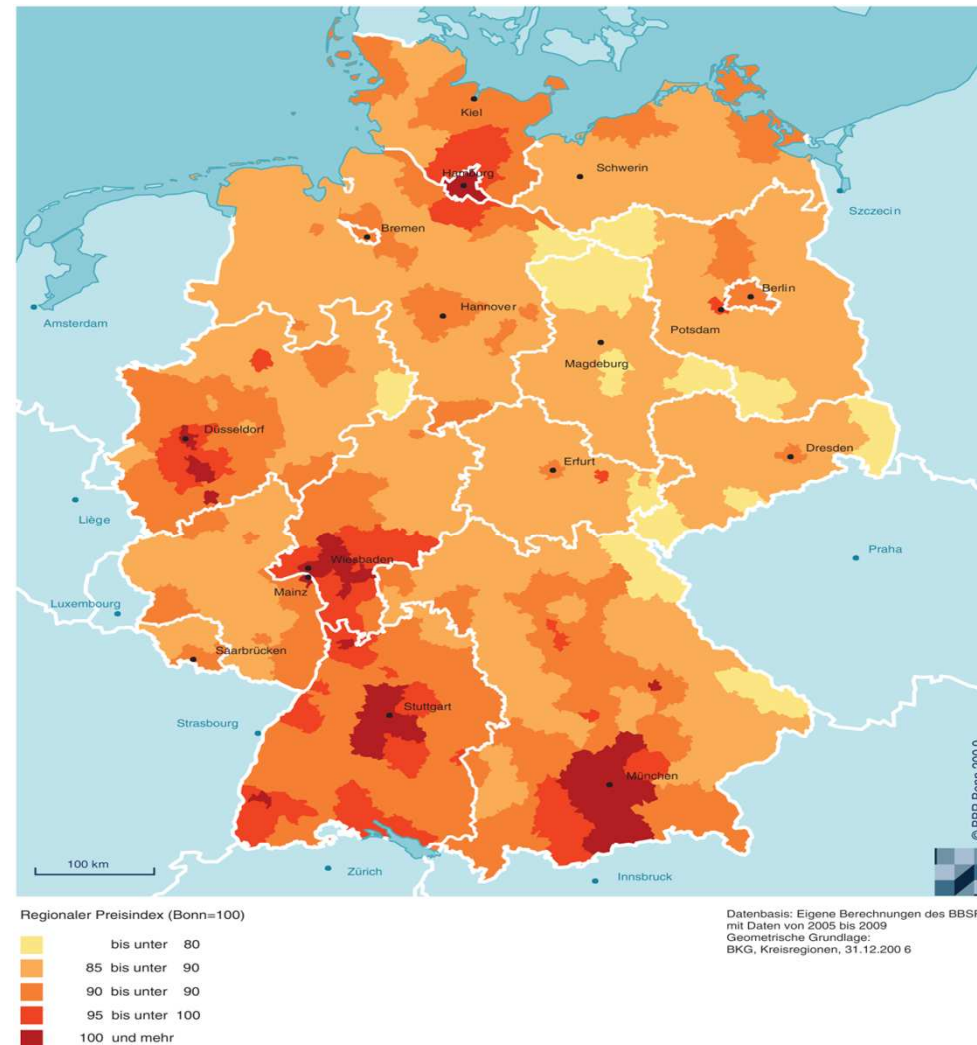 Kiel
Hamburg
Schwerin
Szczecin
Bremen
Berlin
Amsterdam
Hannover
Potsdam
Magdeburg
Düsseldorf
Dresden
Erfurt
Liège
Praha
Wiesbaden
Mainz
Luxembourg
Saarbrücken
Stuttgart
Strasbourg
München
100 km
Zürich
Innsbruck
Regionaler Preisindex (Bonn=100)
bis unter 80
85 bis unter 90
90 bis unter 90
95 bis unter 100
100 und mehr
Datenbasis: Eigene Berechnungen des BBSR
mit Daten von 2005 bis 2009
Geometrische Grundlage:
BKG, Kreisregionen, 31.12.200 6